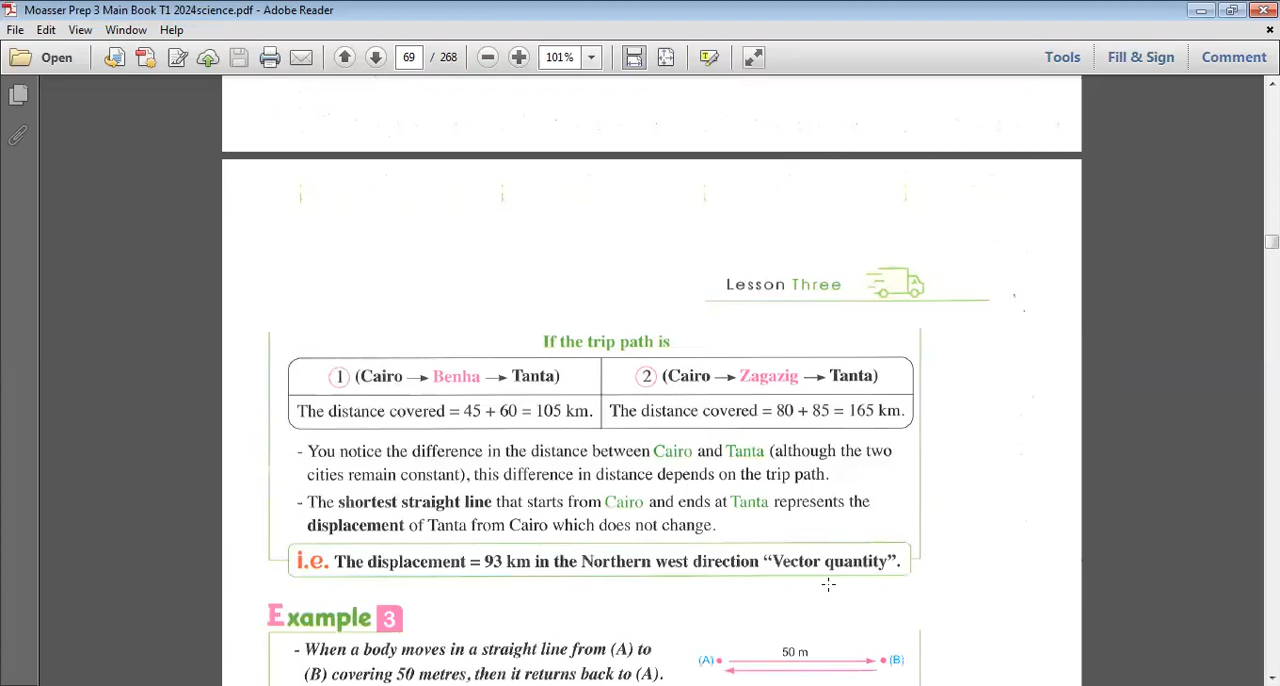 Moasser Prep 3 Main Book T1 2024science.pdf - Adobe Reader
File Edit View Window Help
Open 69 / 268 101% Tools Fill & Sign Comment
Lesson Three
If the trip path is
1 (Cairo → Benha → Tanta) 2 (Cairo → Zagazig → Tanta)
The distance covered = 45 + 60 = 105 km. The distance covered = 80 + 85 = 165 km.
- You notice the difference in the distance between Cairo and Tanta (although the two
cities remain constant), this difference in distance depends on the trip path.
- The shortest straight line that starts from Cairo and ends at Tanta represents the
displacement of Tanta from Cairo which does not change.
i.e. The displacement = 93 km in the Northern west direction “Vector quantity”.
Example 3
- When a body moves in a straight line from (A) to
(B) covering 50 metres, then it returns back to (A).
50 m
(A) (B)